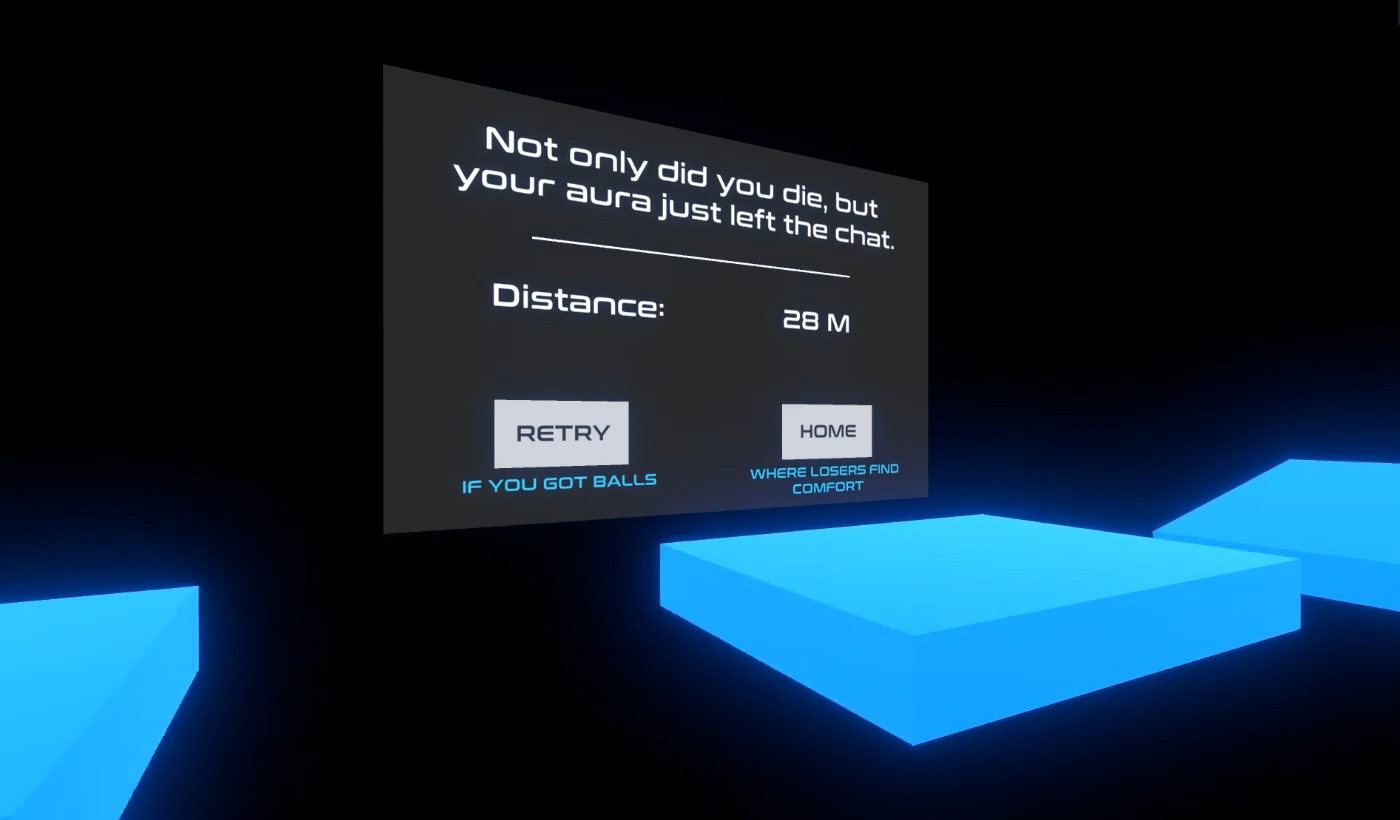 Not only did you die, but
your aura just left the chat.
Distance:
28 M
RETRY
HOME
IF YOU GOT BALLS
WHERE LOSERS FIND
COMFORT